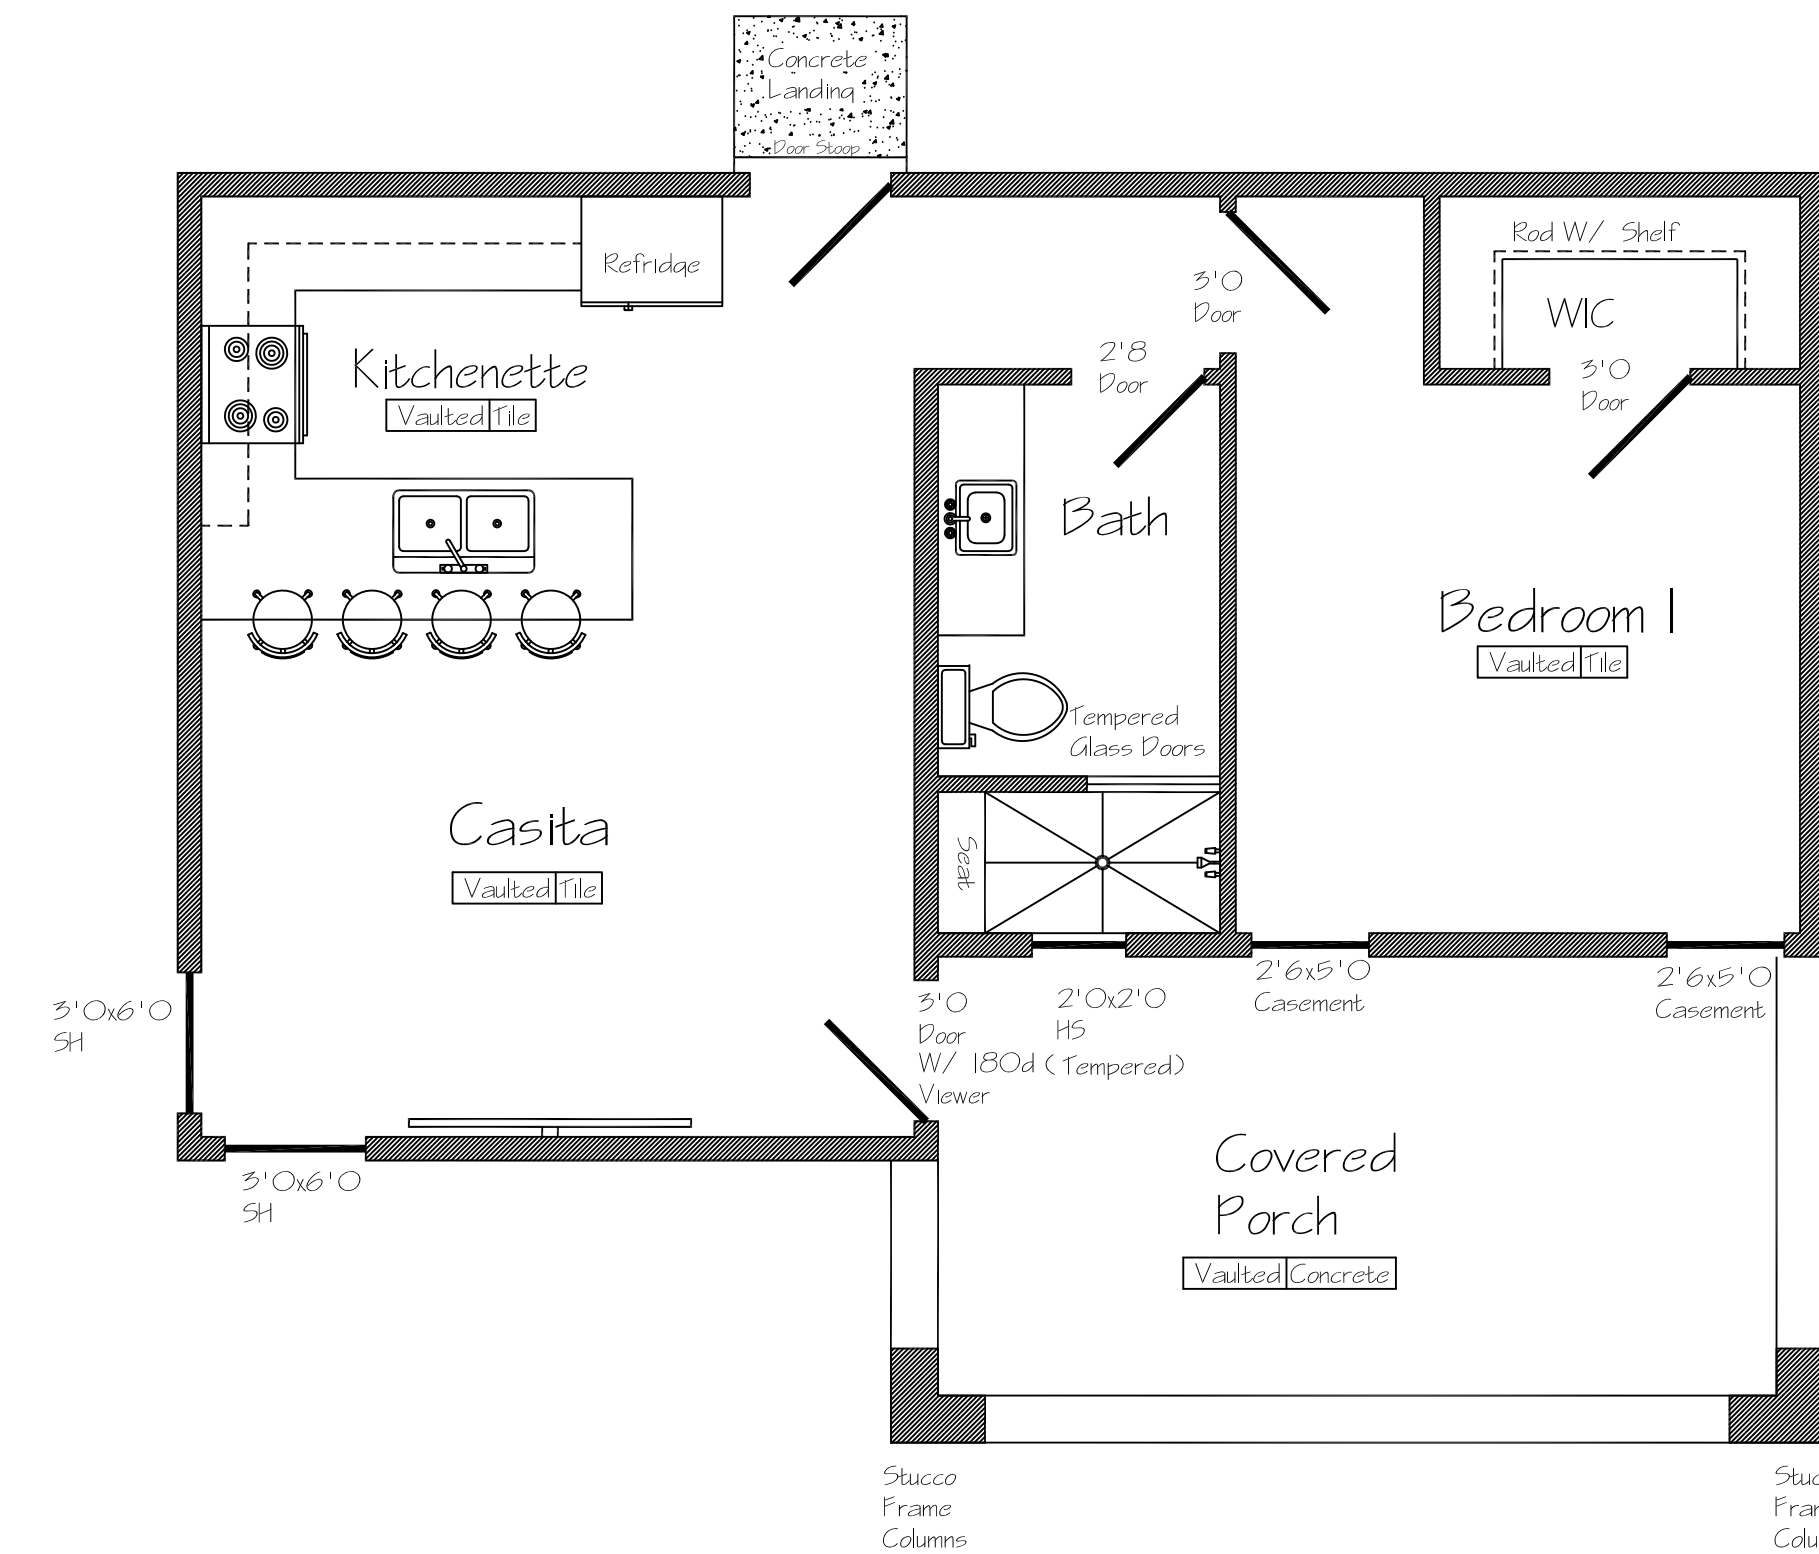 Concrete
Landing
Door Stoop
Refridge
Rod W/ Shelf
WIC
3'0
Door
2'8
Door
3'0
Door
Kitchenette
Vaulted Tile
Bath
Bedroom 1
Vaulted Tile
Tempered
Glass Doors
Casita
Vaulted Tile
Seat
3'0x6'0
SH
3'0
Door
W/ 180d
Viewer
2'0x2'0
HS
(Tempered)
2'6x5'0
Casement
2'6x5'0
Casement
3'0x6'0
SH
Covered
Porch
Vaulted Concrete
Stucco
Frame
Columns
Stuc
Fra
Colu